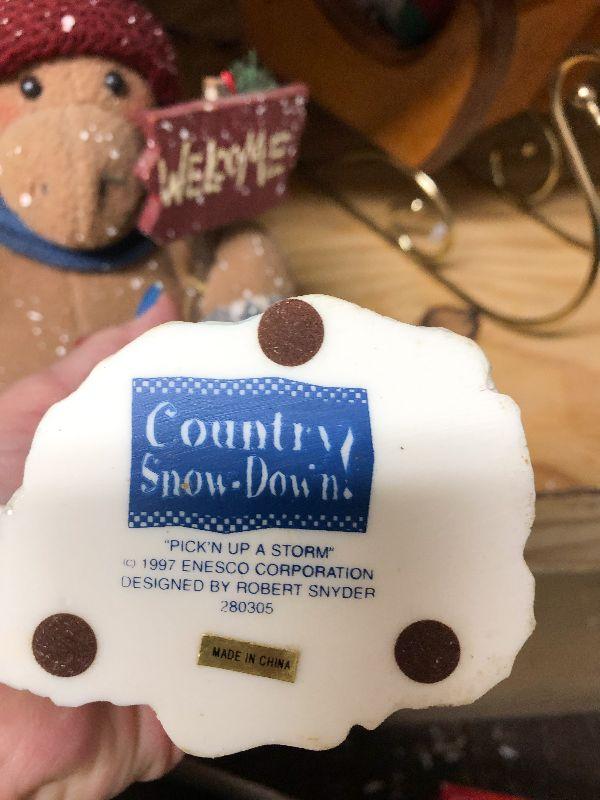 WELCOME
Country
Snow-Down!
"PICK'N UP A STORM"
(c) 1997 ENESCO CORPORATION
DESIGNED BY ROBERT SNYDER
280305
MADE IN CHINA